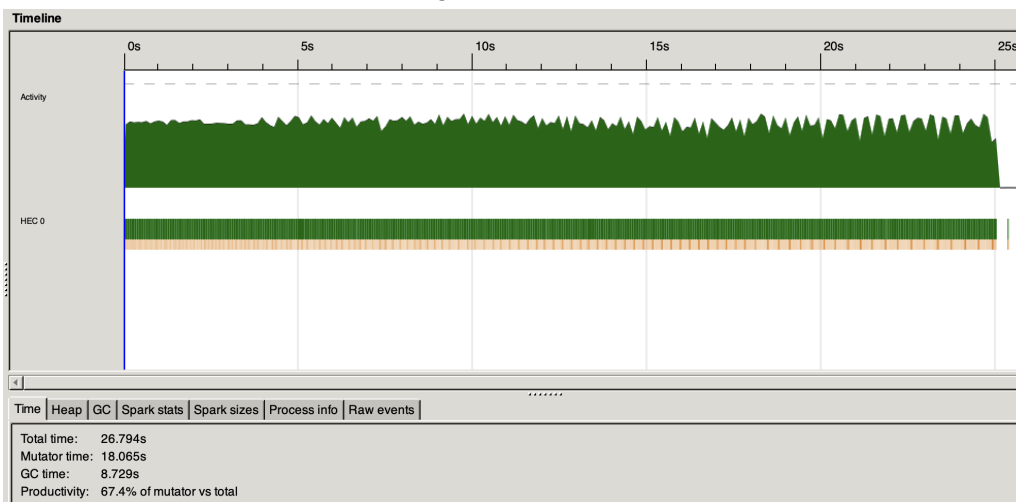 Timeline
0s 5s 10s 15s 20s 25s
Activity
HEC 0
Time Heap GC Spark stats Spark sizes Process info Raw events
Total time: 26.794s
Mutator time: 18.065s
GC time: 8.729s
Productivity: 67.4% of mutator vs total